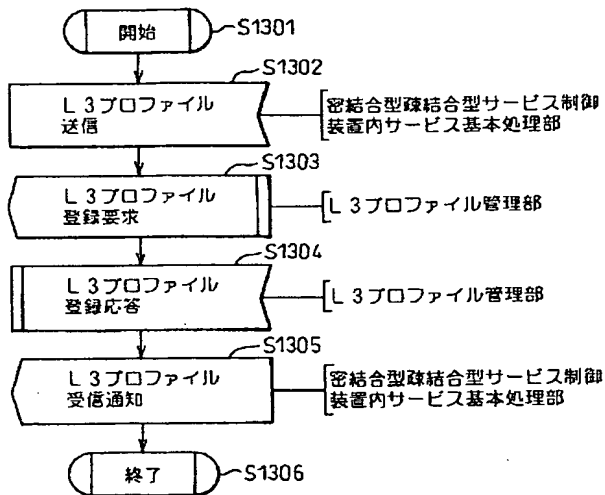 開始
S1301
S1302
L3プロファイル
送信
密結合型疎結合型サービス制御
装置内サービス基本処理部
S1303
L3プロファイル
登録要求
L3プロファイル管理部
S1304
L3プロファイル
登録応答
L3プロファイル管理部
S1305
L3プロファイル
受信通知
密結合型疎結合型サービス制御
装置内サービス基本処理部
終了
S1306